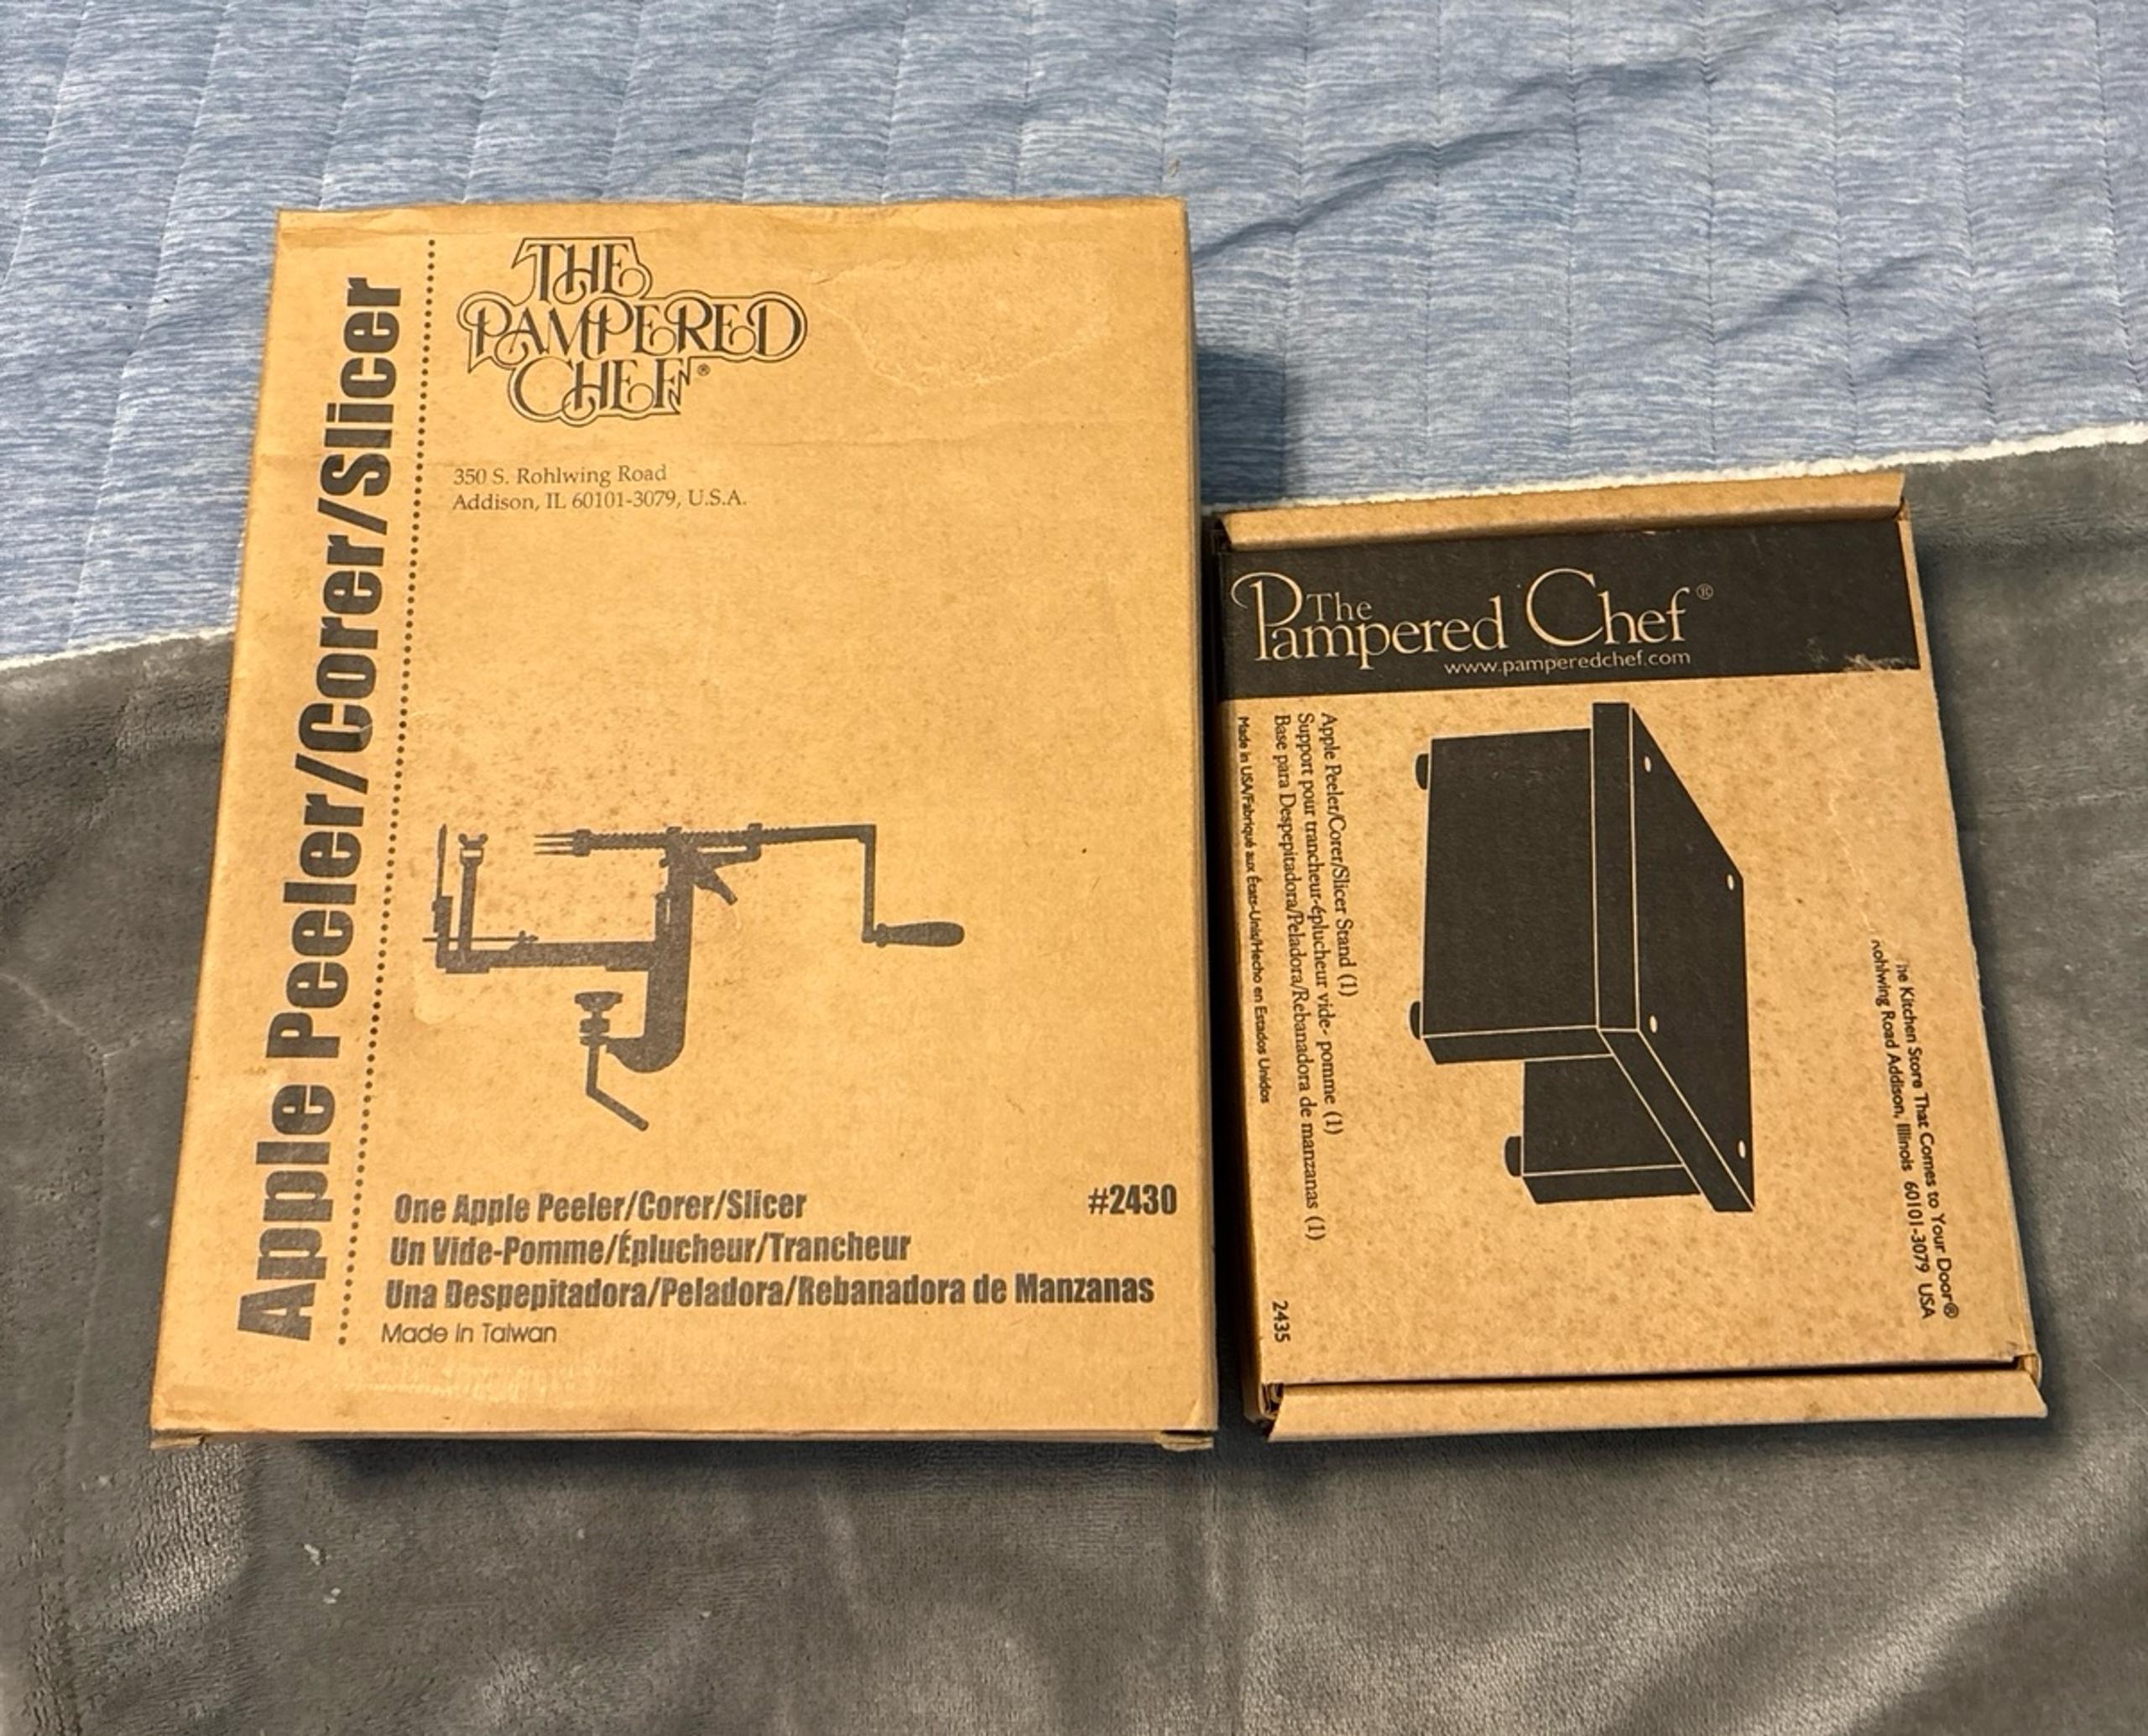 Apple Peeler/Corer/Slicer
THE
PAMPERED
CHEF®
350 S. Rohlwing Road
Addison, IL 60101-3079, U.S.A.
One Apple Peeler/Corer/Slicer
#2430
Un Vide-Pomme/Éplucheur/Trancheur
Una Despepitadora/Peladora/Rebanadora de Manzanas
Made in Taiwan
The
Pampered Chef®
www.pamperedchef.com
Apple Peeler/Corer/Slicer Stand (1)
Support pour trancheur-éplucheur vide- pomme (1)
Base para Despepitadora/Peladora/Rebanadora de manzanas (1)
Made in USA/Fabriqué aux États-Unis/Hecho en Estados Unidos
2435
he Kitchen Store That Comes to Your Door®
ohlwing Road Addison, Illinois 60101-3079 USA